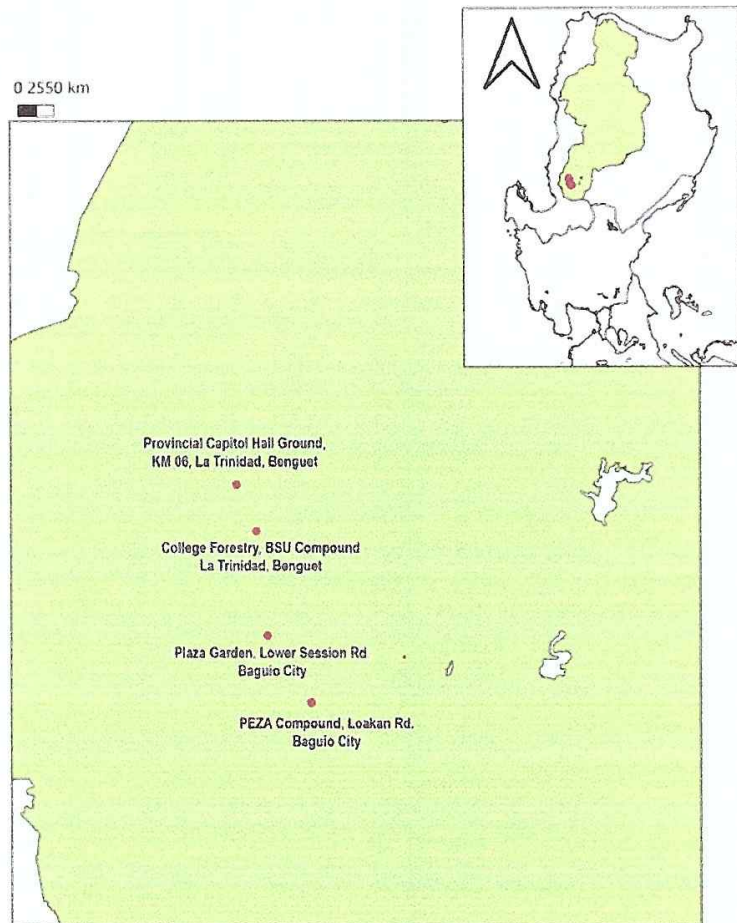 0 2550 km
Provincial Capitol Hall Ground,
KM 06, La Trinidad, Benguet
College Forestry, BSU Compound
La Trinidad, Benguet
Plaza Garden, Lower Session Rd
Baguio City
PEZA Compound, Loakan Rd.
Baguio City